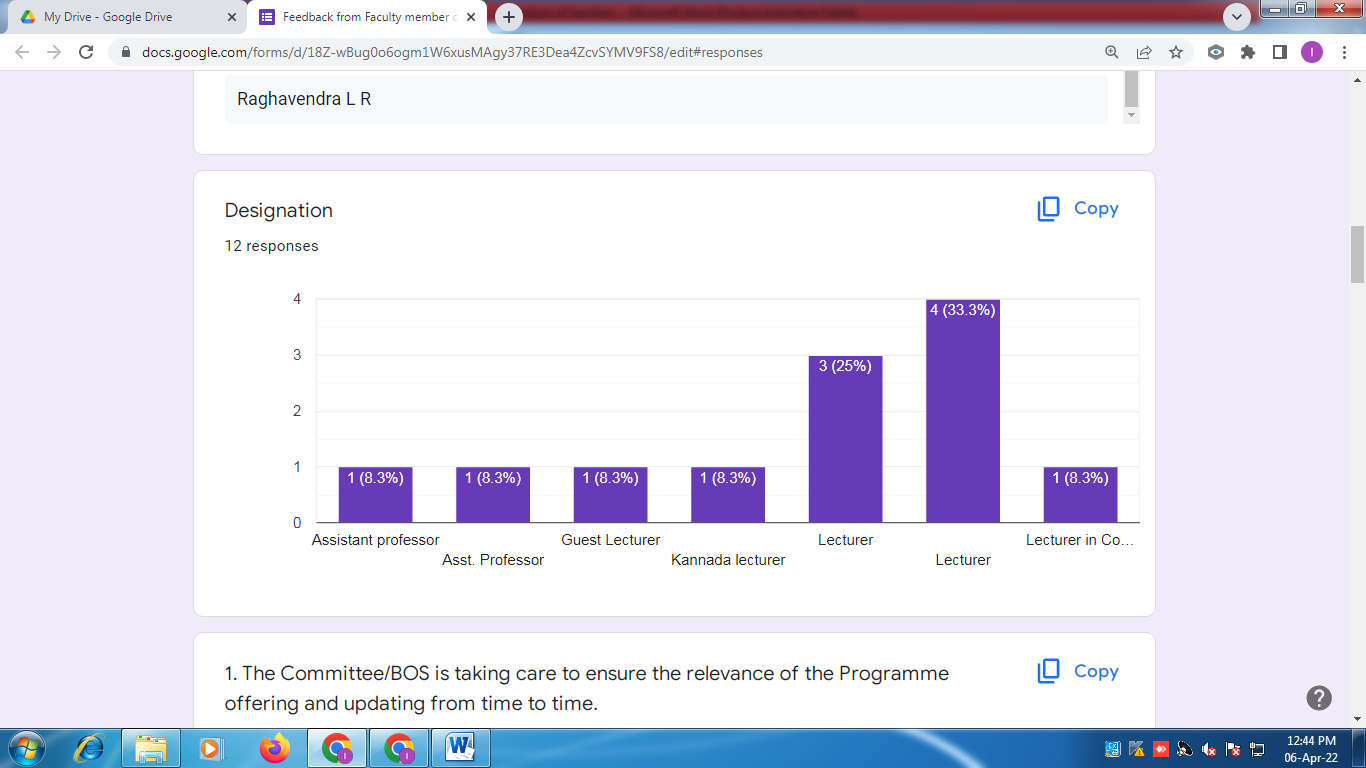 My Drive - Google Drive
Feedback from Faculty member o
docs.google.com/forms/d/18Z-wBug0o6ogm1W6xusMAgy37RE3Dea4ZcvSYMV9FS8/edit#responses
I
Raghavendra L R
Designation
Copy
12 responses
4
3
2
1
0
1 (8.3%)
1 (8.3%)
1 (8.3%)
1 (8.3%)
3 (25%)
4 (33.3%)
1 (8.3%)
Assistant professor
Asst. Professor
Guest Lecturer
Kannada lecturer
Lecturer
Lecturer
Lecturer in Co...
1. The Committee/BOS is taking care to ensure the relevance of the Programme
offering and updating from time to time.
Copy
12:44 PM
06-Apr-22